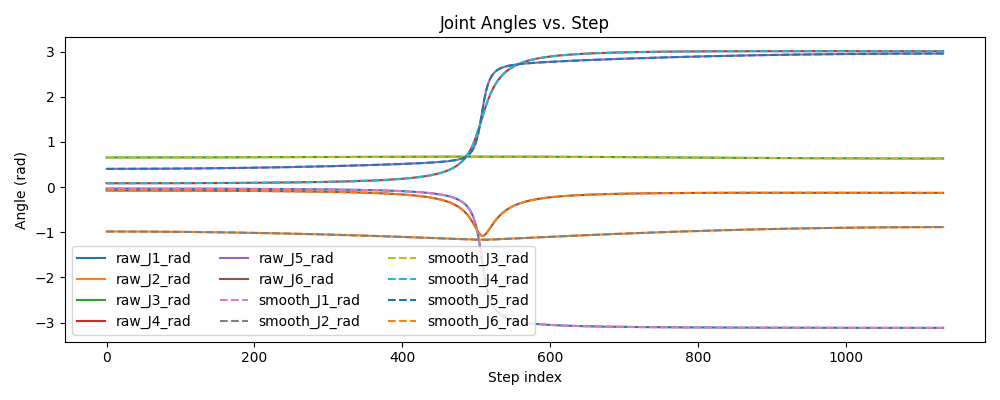 Joint Angles vs. Step
Angle (rad)
3
2
1
0
−1
−2
−3
raw_J1_rad
raw_J2_rad
raw_J3_rad
raw_J4_rad
raw_J5_rad
raw_J6_rad
smooth_J1_rad
smooth_J2_rad
smooth_J3_rad
smooth_J4_rad
smooth_J5_rad
smooth_J6_rad
0 200 400 600 800 1000
Step index